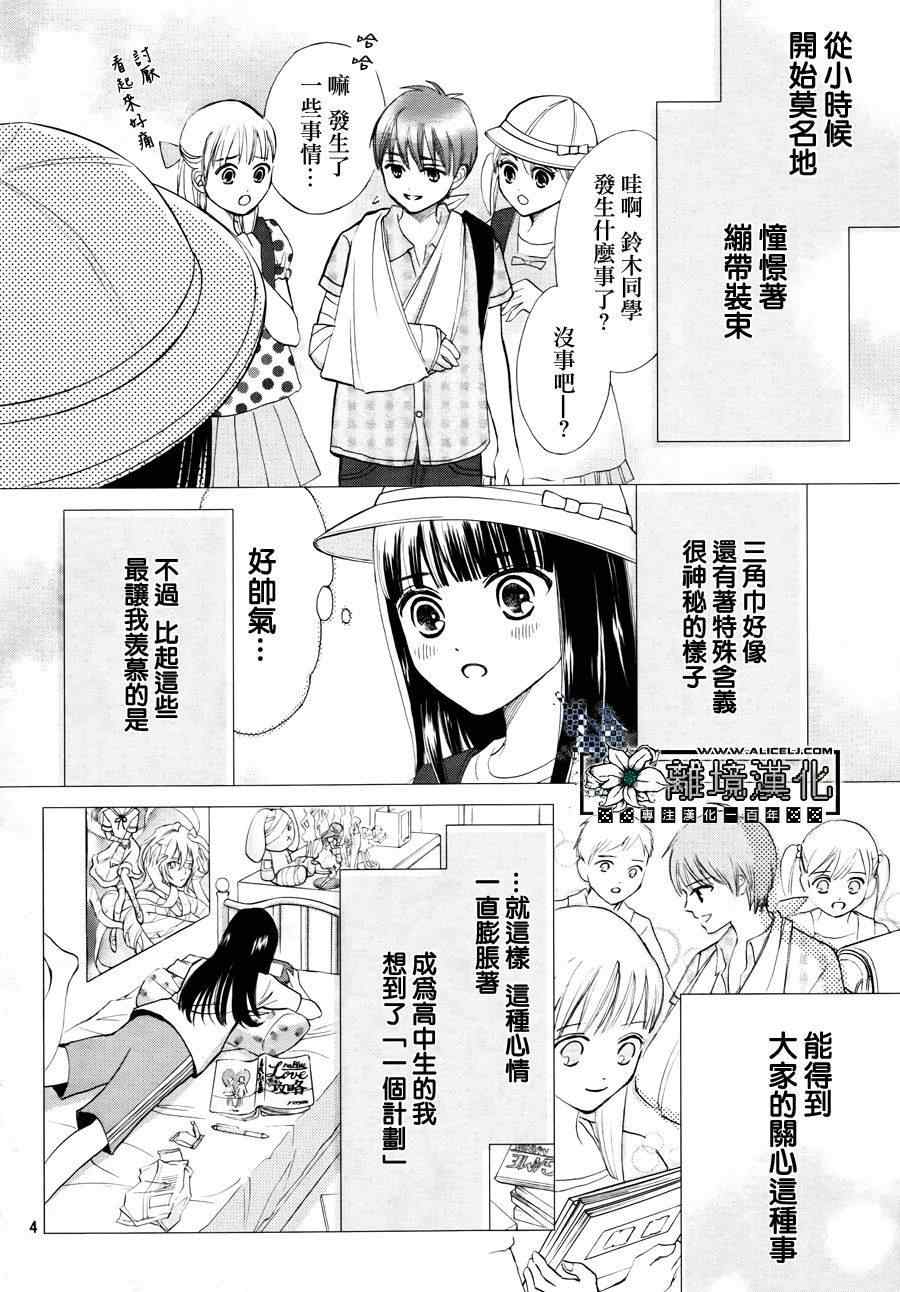 從小時候
開始莫名地
憧憬著
繃帶裝束
哇啊 鈴木同學
發生什麼事了?
沒事吧ー?
哈
哈
嘛 發生了
一些事情…
討厭
看起來好痛
三角巾好像
還有著特殊含義
很神秘的樣子
好帥氣…
不過 比起這些
最讓我羨慕的是
WWW.ALICELJ.COM
離境漢化
專注漢化一百年
能得到
大家的關心這種事
…就這樣 這種心情
一直膨脹著
成為高中生的我
想到了「一個計劃」
Love
攻略
4